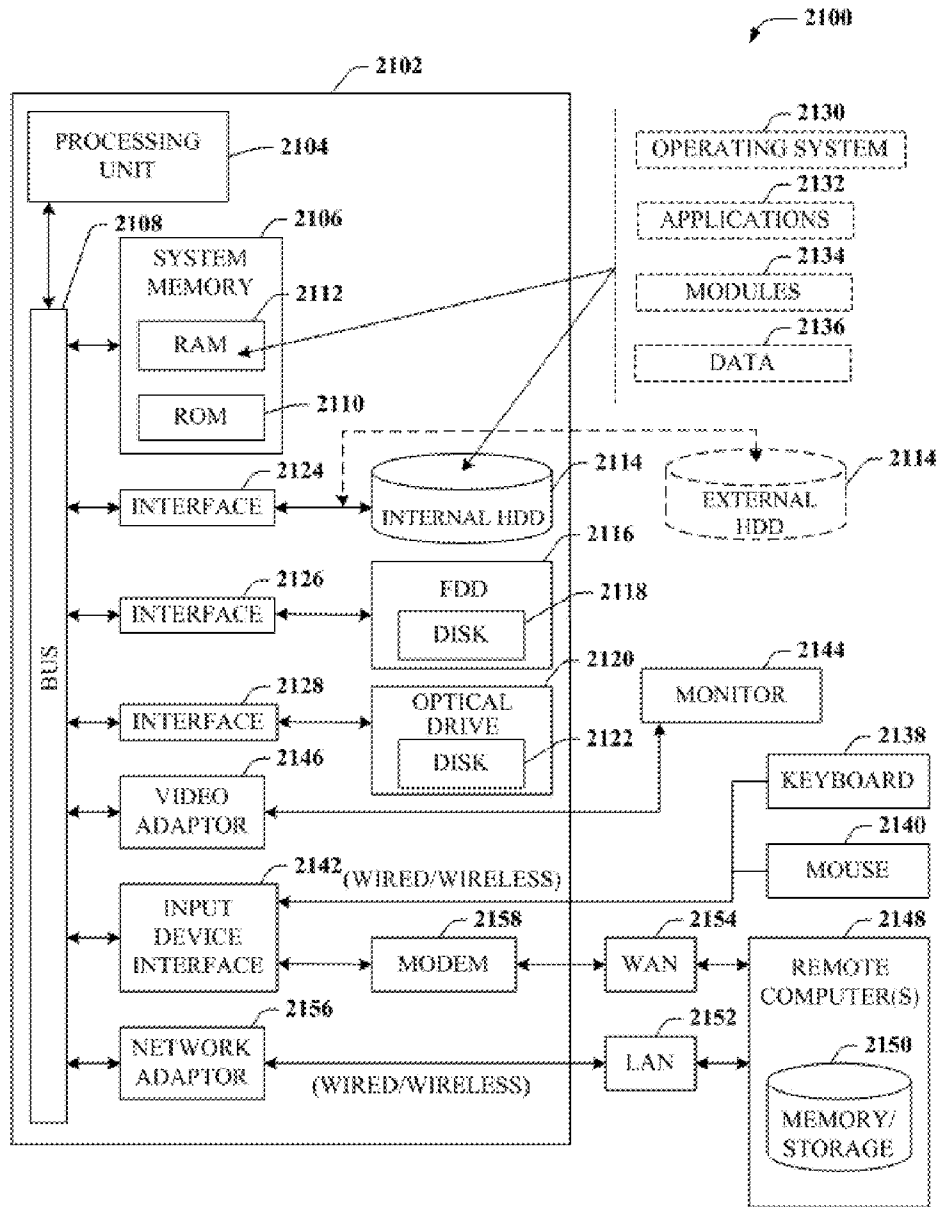 2100
2102
PROCESSING
UNIT
2104
2130
OPERATING SYSTEM
2132
APPLICATIONS
2134
MODULES
2136
DATA
2108
2106
SYSTEM
MEMORY
2112
RAM
2110
ROM
BUS
2124
INTERFACE
2114
INTERNAL HDD
2114
EXTERNAL
HDD
2126
INTERFACE
2116
FDD
2118
DISK
2128
INTERFACE
2120
OPTICAL
DRIVE
2122
DISK
2144
MONITOR
2146
VIDEO
ADAPTOR
2138
KEYBOARD
2140
MOUSE
2142
(WIRED/WIRELESS)
INPUT
DEVICE
INTERFACE
2158
MODEM
2154
WAN
2148
REMOTE
COMPUTER(S)
2156
NETWORK
ADAPTOR
(WIRED/WIRELESS)
2152
LAN
2150
MEMORY/
STORAGE